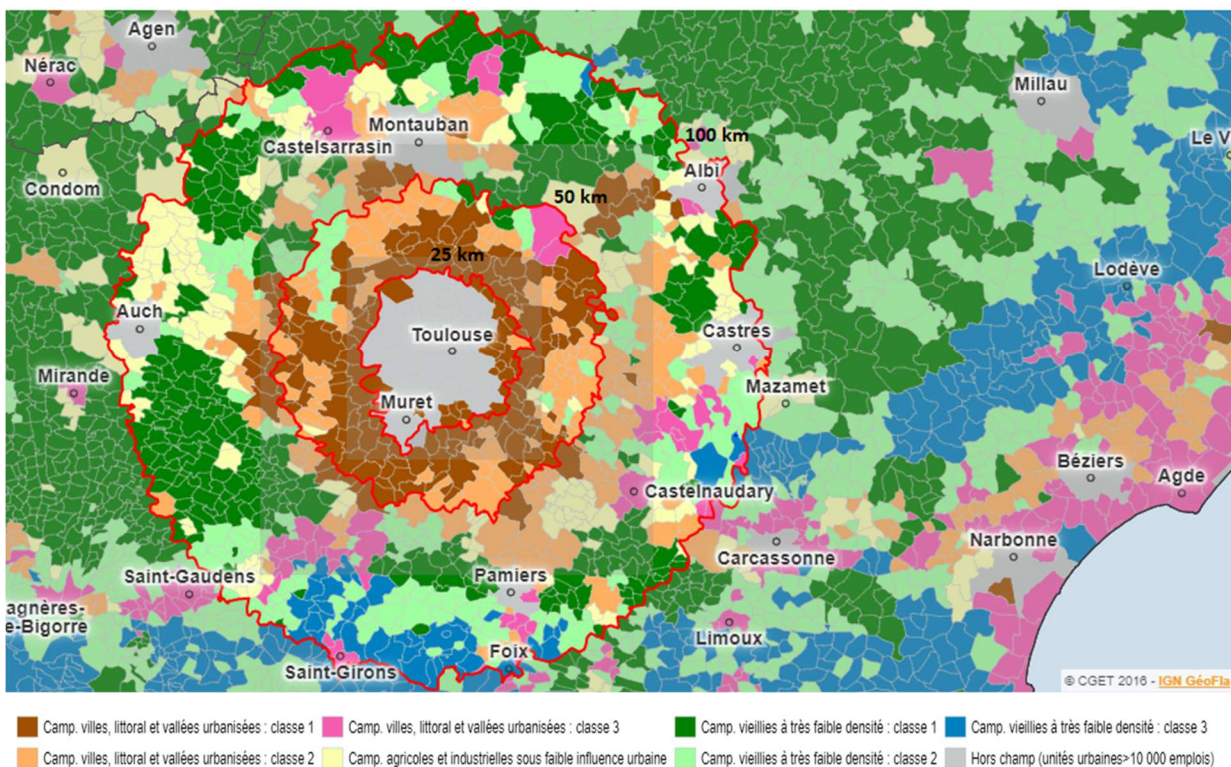 Agen
Nérac
Millau
Montauban
Castelsarrasin
100 km
Le V
Albi
Condom
50 km
25 km
Lodève
Auch
Toulouse
Castres
Mirande
Mazamet
Muret
Béziers
Agde
Castelnaudary
Narbonne
Carcassonne
Saint-Gaudens
Pamiers
agnères-
e-Bigorre
Limoux
Saint-Girons
Foix
© CGET 2016 - IGN GéoFla
Camp. villes, littoral et vallées urbanisées : classe 1
Camp. villes, littoral et vallées urbanisées : classe 3
Camp. vieillies à très faible densité : classe 1
Camp. vieillies à très faible densité : classe 3
Camp. villes, littoral et vallées urbanisées : classe 2
Camp. agricoles et industrielles sous faible influence urbaine
Camp. vieillies à très faible densité : classe 2
Hors champ (unités urbaines>10 000 emplois)